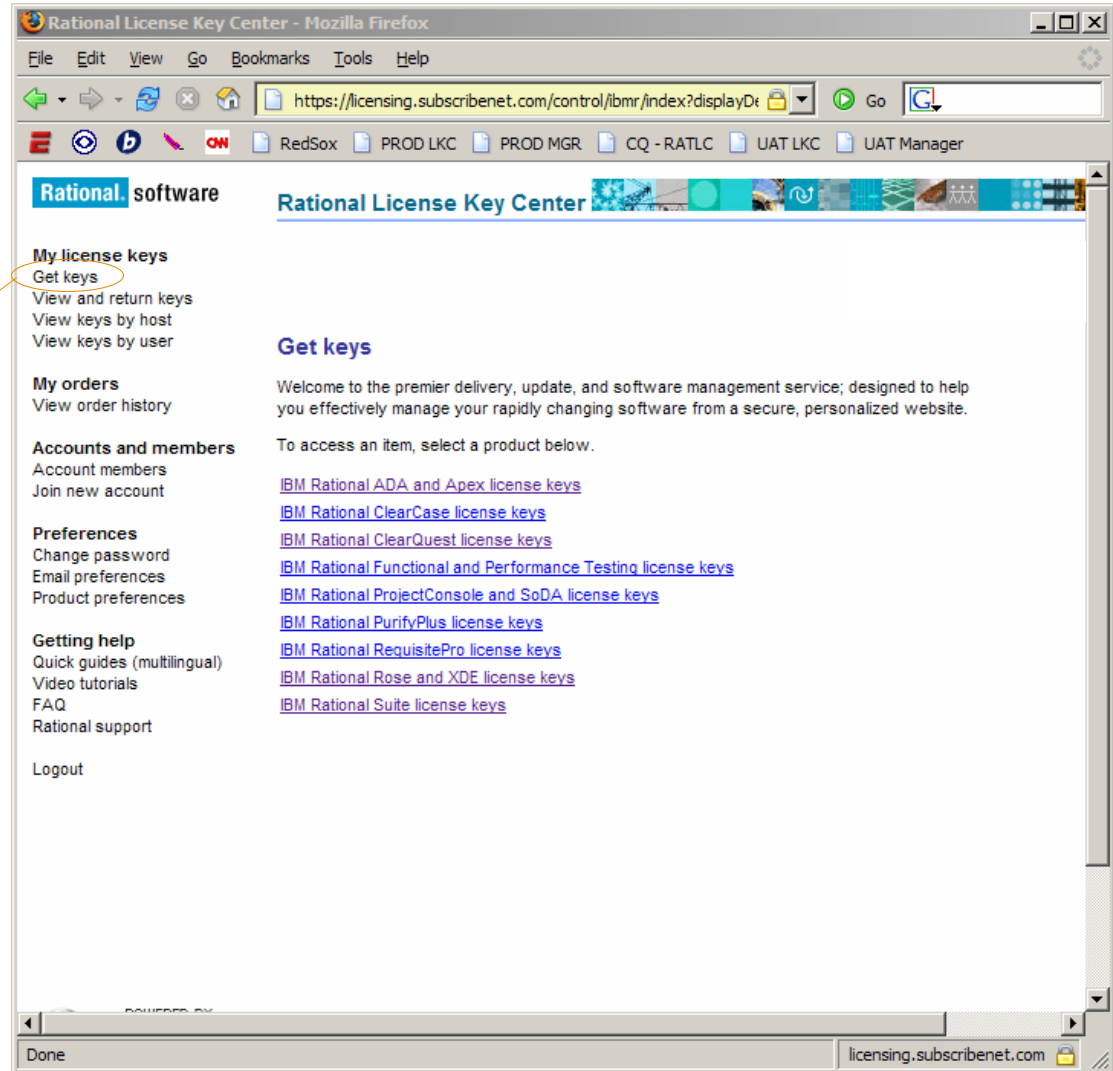 Rational License Key Center - Mozilla Firefox
File Edit View Go Bookmarks Tools Help
https://licensing.subscribenet.com/control/ibmr/index?displayDe Go G
E b CNN RedSox PROD LKC PROD MGR CQ - RATLC UAT LKC UAT Manager
Rational. software
Rational License Key Center
My license keys
Get keys
View and return keys
View keys by host
View keys by user
My orders
View order history
Accounts and members
Account members
Join new account
Preferences
Change password
Email preferences
Product preferences
Getting help
Quick guides (multilingual)
Video tutorials
FAQ
Rational support
Logout
Get keys
Welcome to the premier delivery, update, and software management service; designed to help
you effectively manage your rapidly changing software from a secure, personalized website.
To access an item, select a product below.
IBM Rational ADA and Apex license keys
IBM Rational ClearCase license keys
IBM Rational ClearQuest license keys
IBM Rational Functional and Performance Testing license keys
IBM Rational ProjectConsole and SoDA license keys
IBM Rational PurifyPlus license keys
IBM Rational RequisitePro license keys
IBM Rational Rose and XDE license keys
IBM Rational Suite license keys
POWERED BY
Done licensing.subscribenet.com